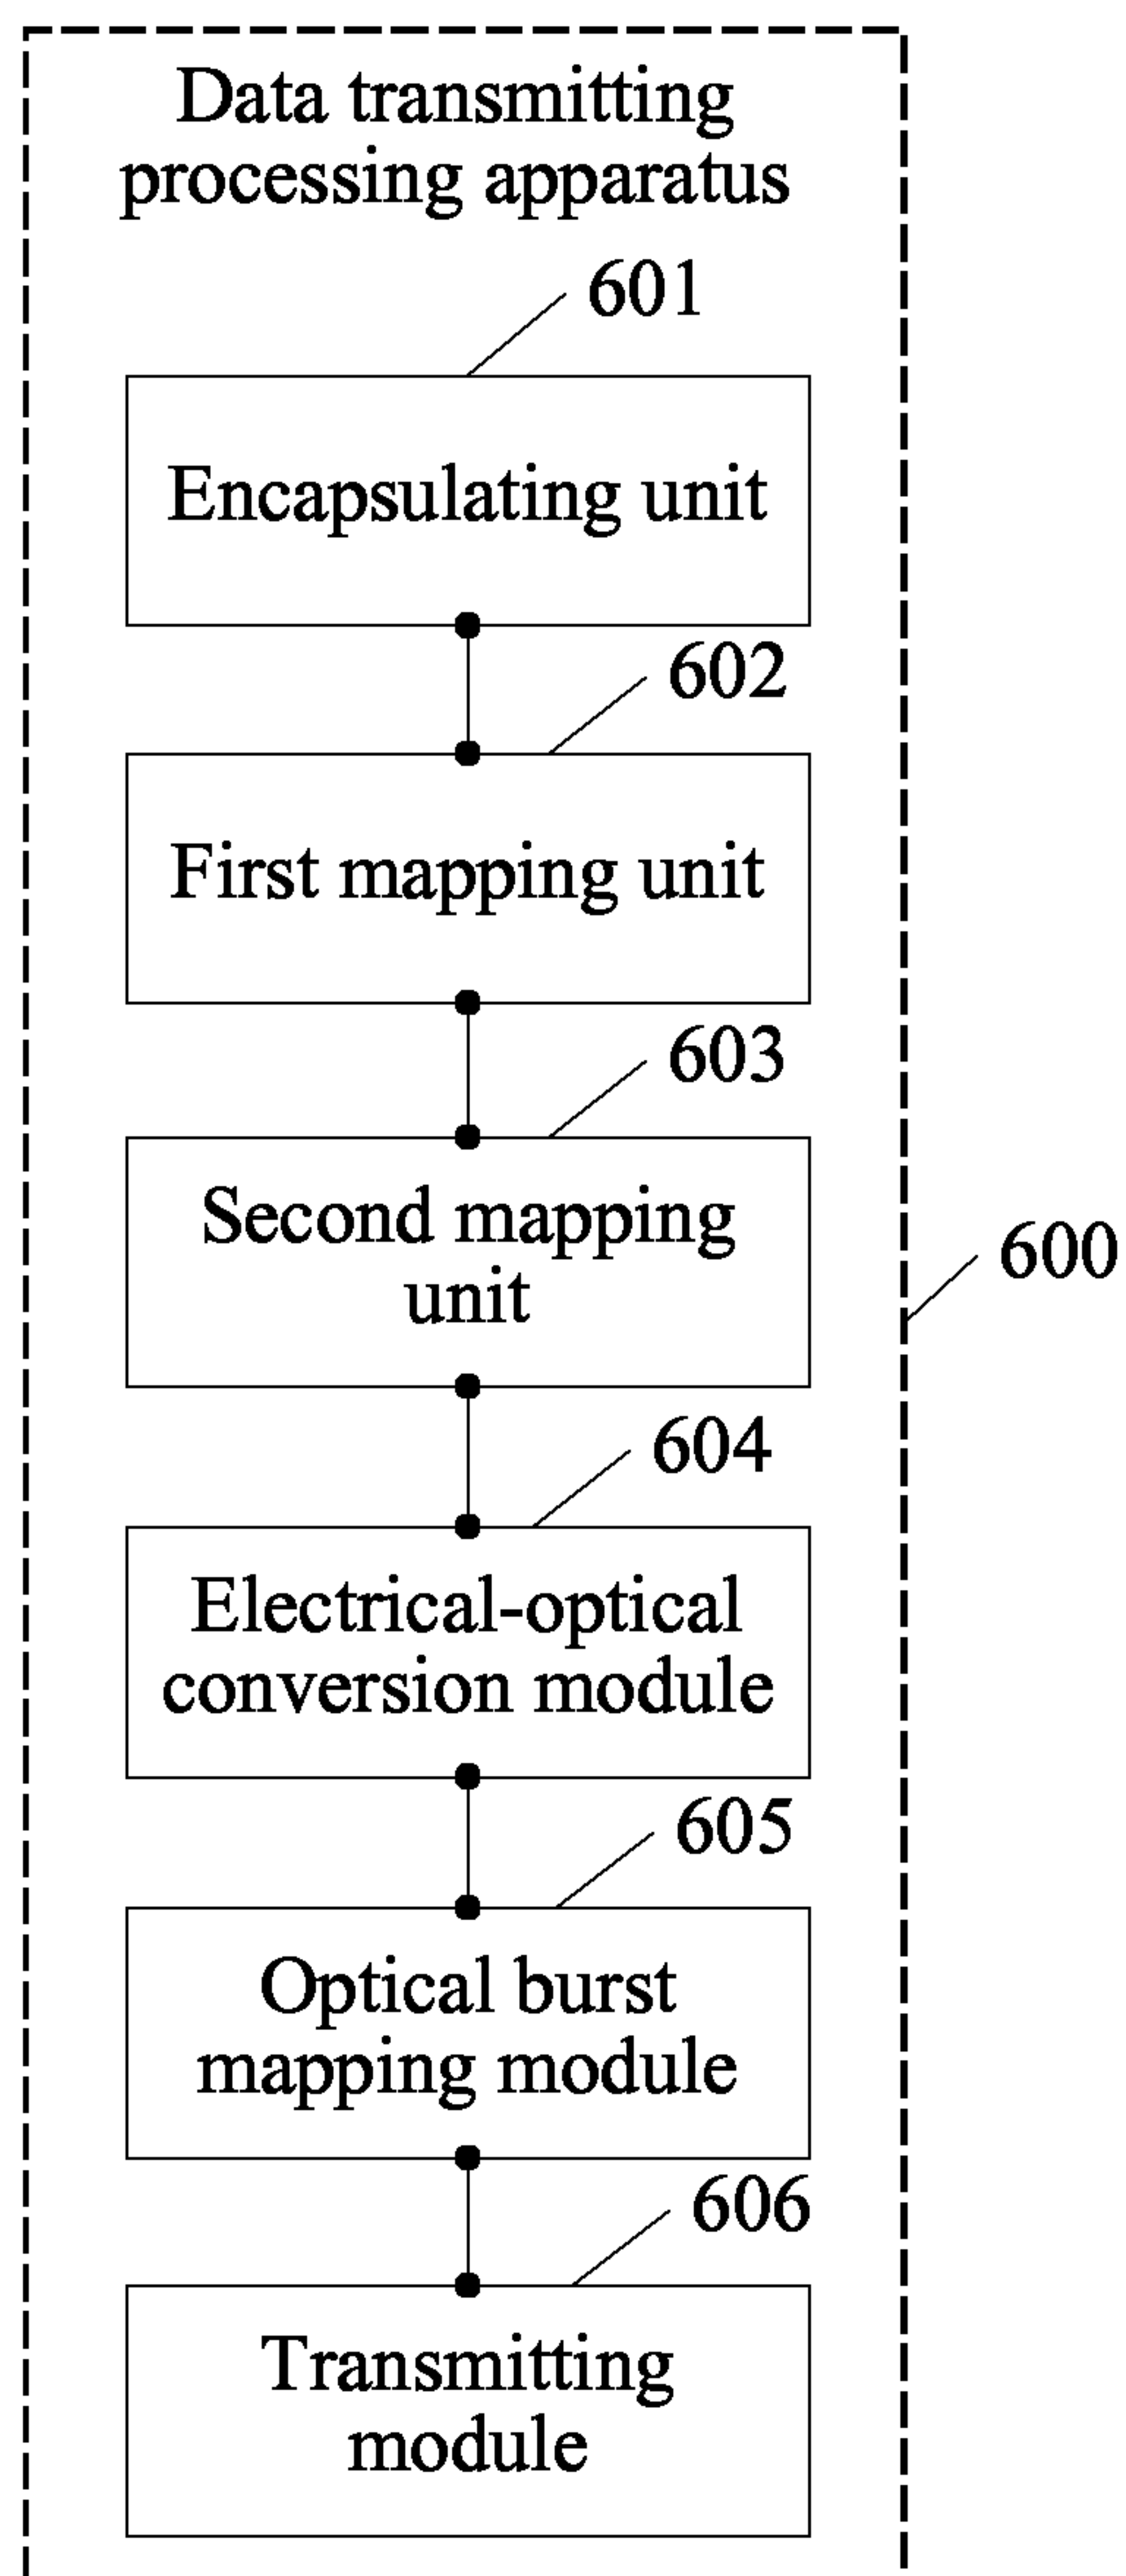 Data transmitting
processing apparatus
601
Encapsulating unit
602
First mapping unit
603
Second mapping
unit
600
604
Electrical-optical
conversion module
605
Optical burst
mapping module
606
Transmitting
module